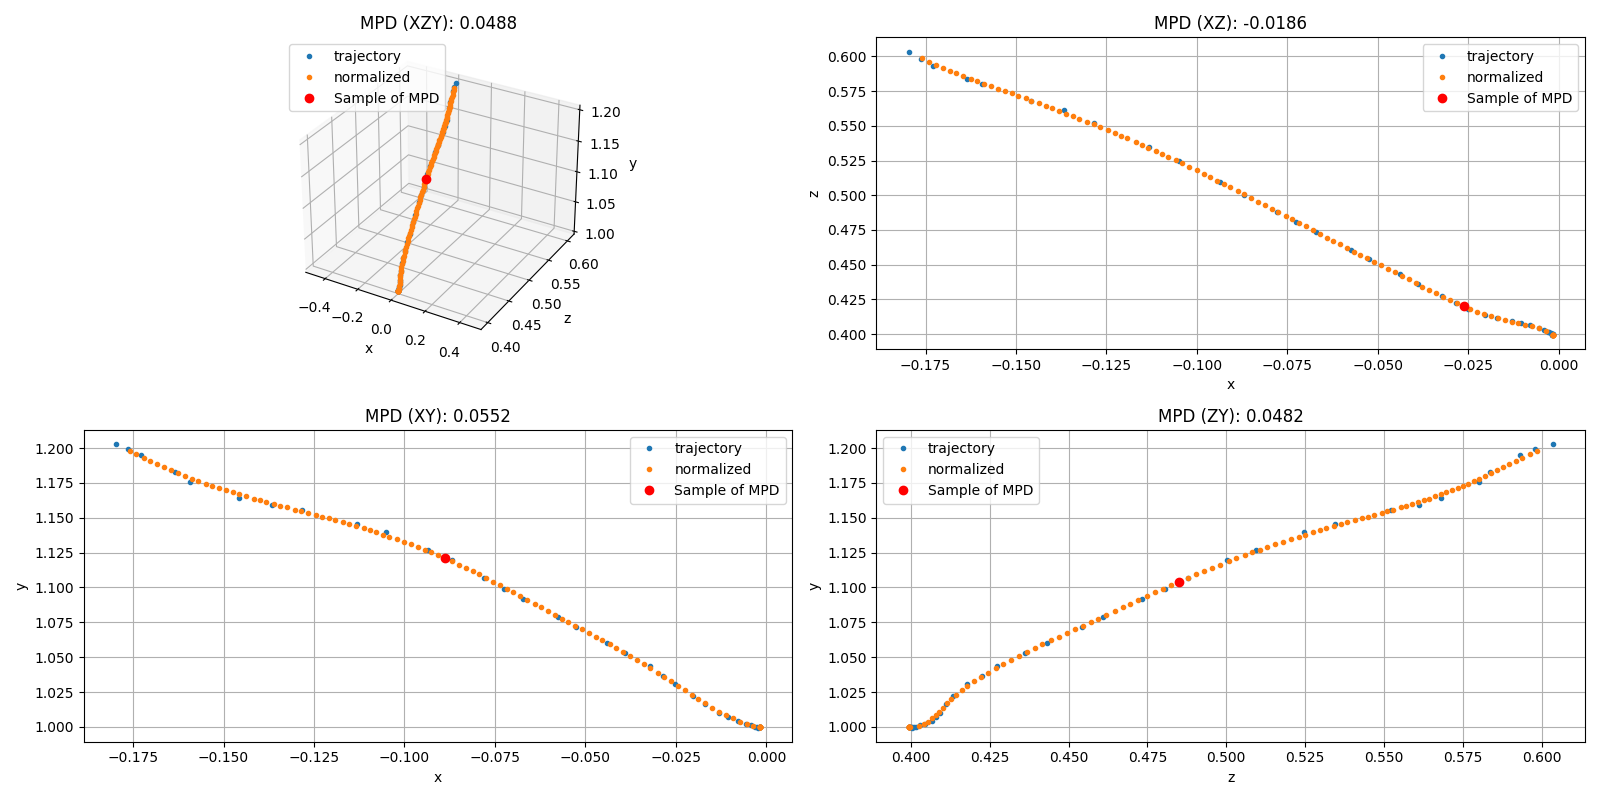 MPD (XZY): 0.0488
trajectory
normalized
Sample of MPD
1.20
1.15
1.10
1.05
1.00
y
0.60
0.55
0.50
0.45
0.40
z
−0.4
−0.2
0.0
0.2
0.4
x
MPD (XZ): -0.0186
trajectory
normalized
Sample of MPD
0.600
0.575
0.550
0.525
0.500
0.475
0.450
0.425
0.400
z
−0.175 −0.150 −0.125 −0.100 −0.075 −0.050 −0.025 0.000
x
MPD (XY): 0.0552
trajectory
normalized
Sample of MPD
1.200
1.175
1.150
1.125
1.100
1.075
1.050
1.025
1.000
y
−0.175 −0.150 −0.125 −0.100 −0.075 −0.050 −0.025 0.000
x
MPD (ZY): 0.0482
trajectory
normalized
Sample of MPD
1.200
1.175
1.150
1.125
1.100
1.075
1.050
1.025
1.000
y
0.400 0.425 0.450 0.475 0.500 0.525 0.550 0.575 0.600
z